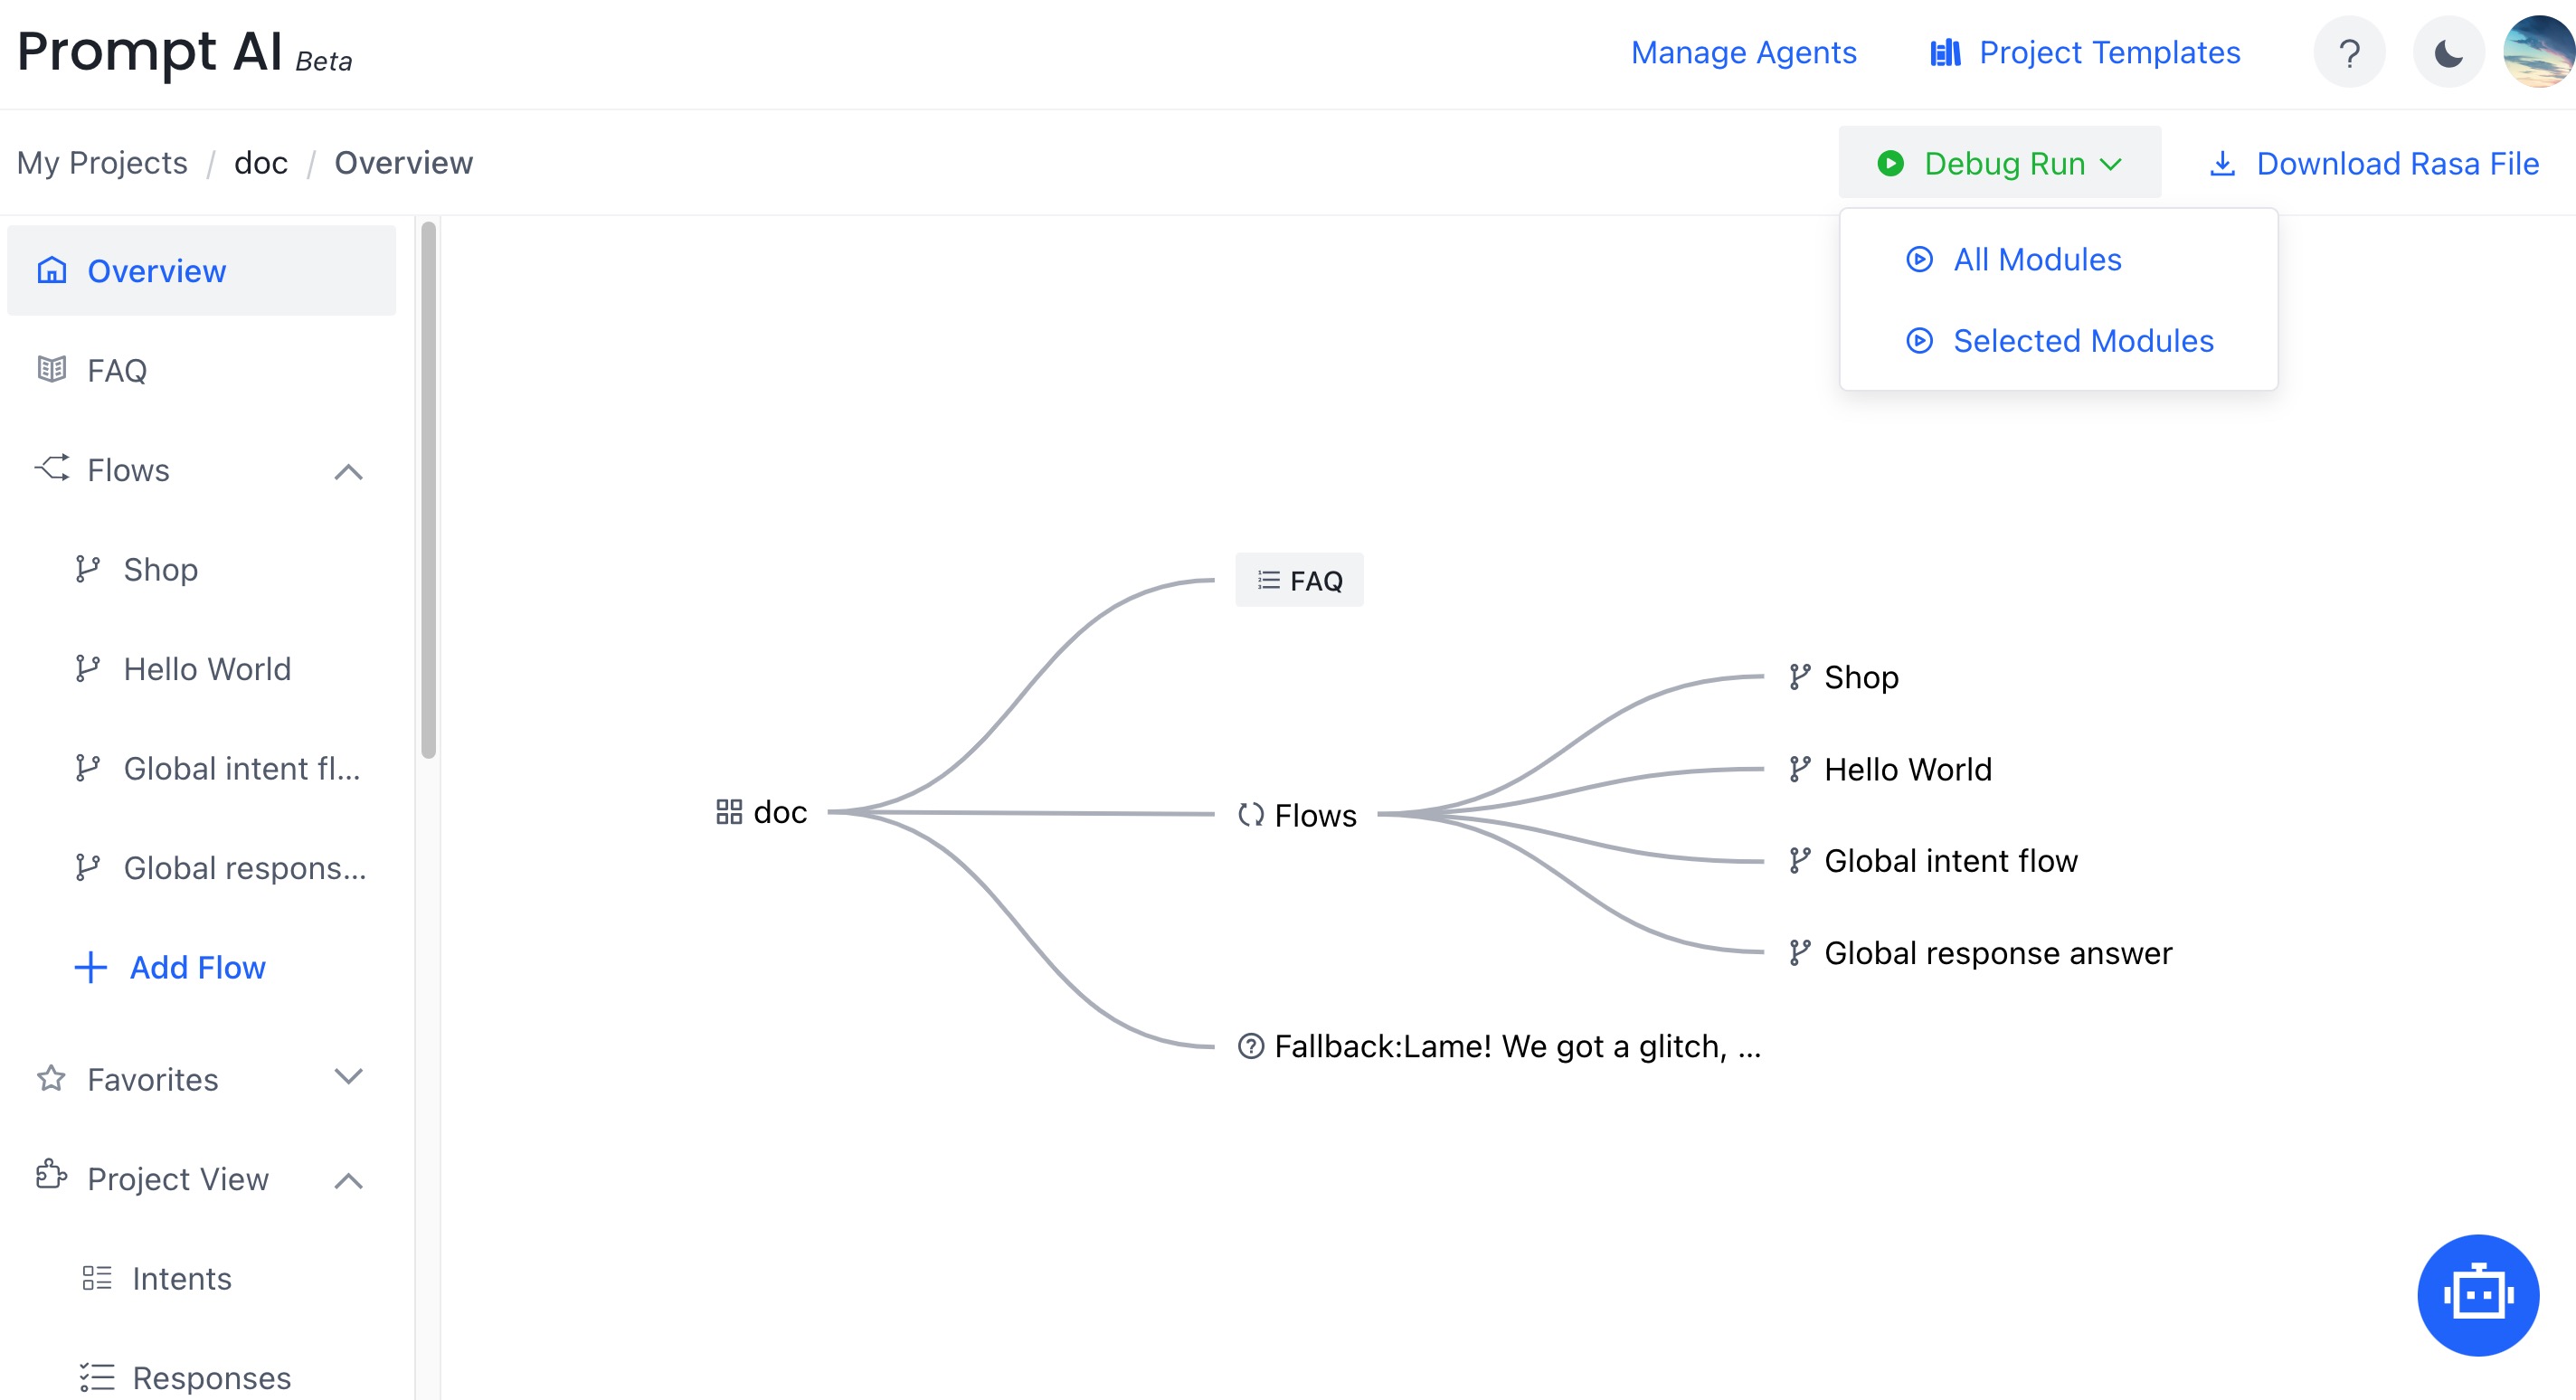 Prompt AI Beta
Manage Agents
Project Templates
?
My Projects / doc / Overview
Debug Run
Download Rasa File
All Modules
Selected Modules
Overview
FAQ
Flows
Shop
Hello World
Global intent fl...
Global respons...
Add Flow
Favorites
Project View
Intents
Responses
doc
FAQ
Flows
Fallback:Lame! We got a glitch, ...
Shop
Hello World
Global intent flow
Global response answer